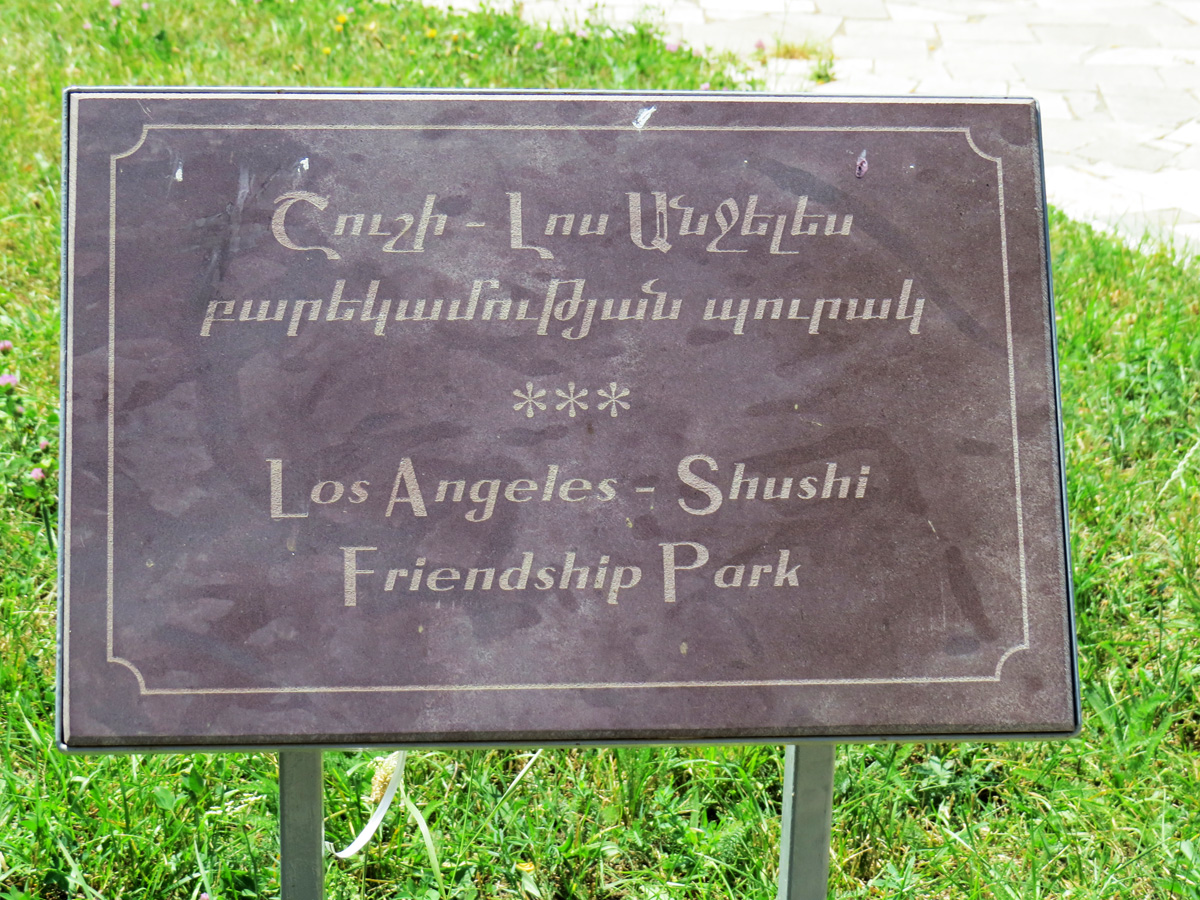 Շուշի - Լոս Անջելես
բարեկամության պուրակ
***
Los Angeles - Shushi
Friendship Park